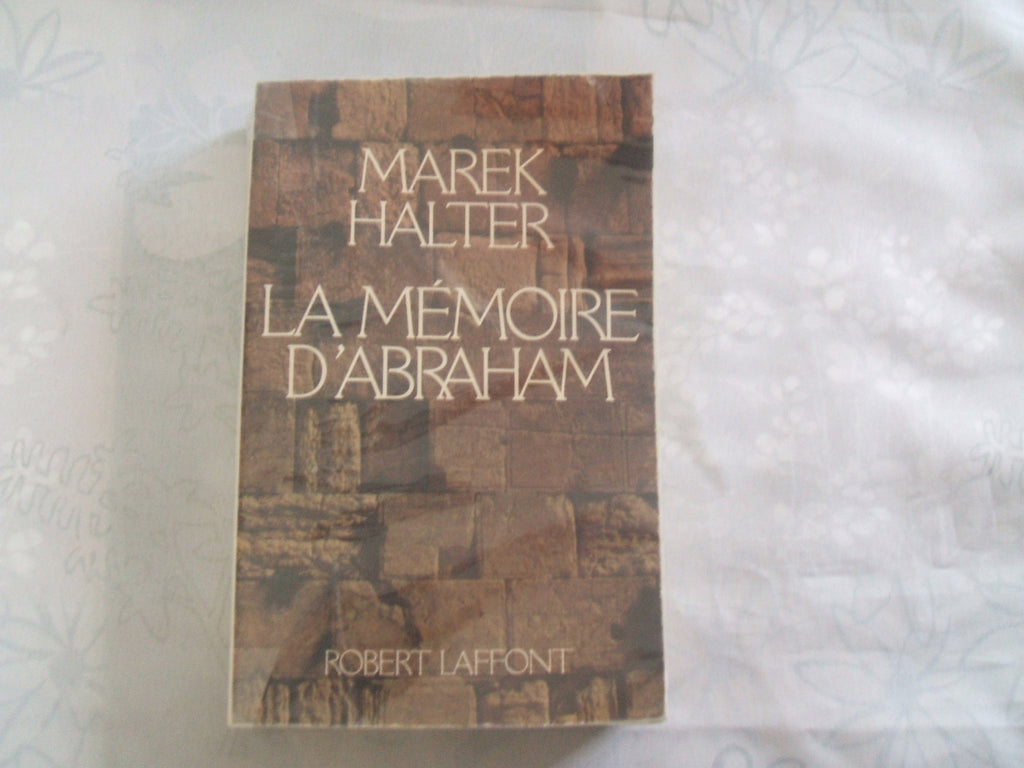 MAREK
HALTER
LA MÉMOIRE
D'ABRAHAM
ROBERT LAFFONT